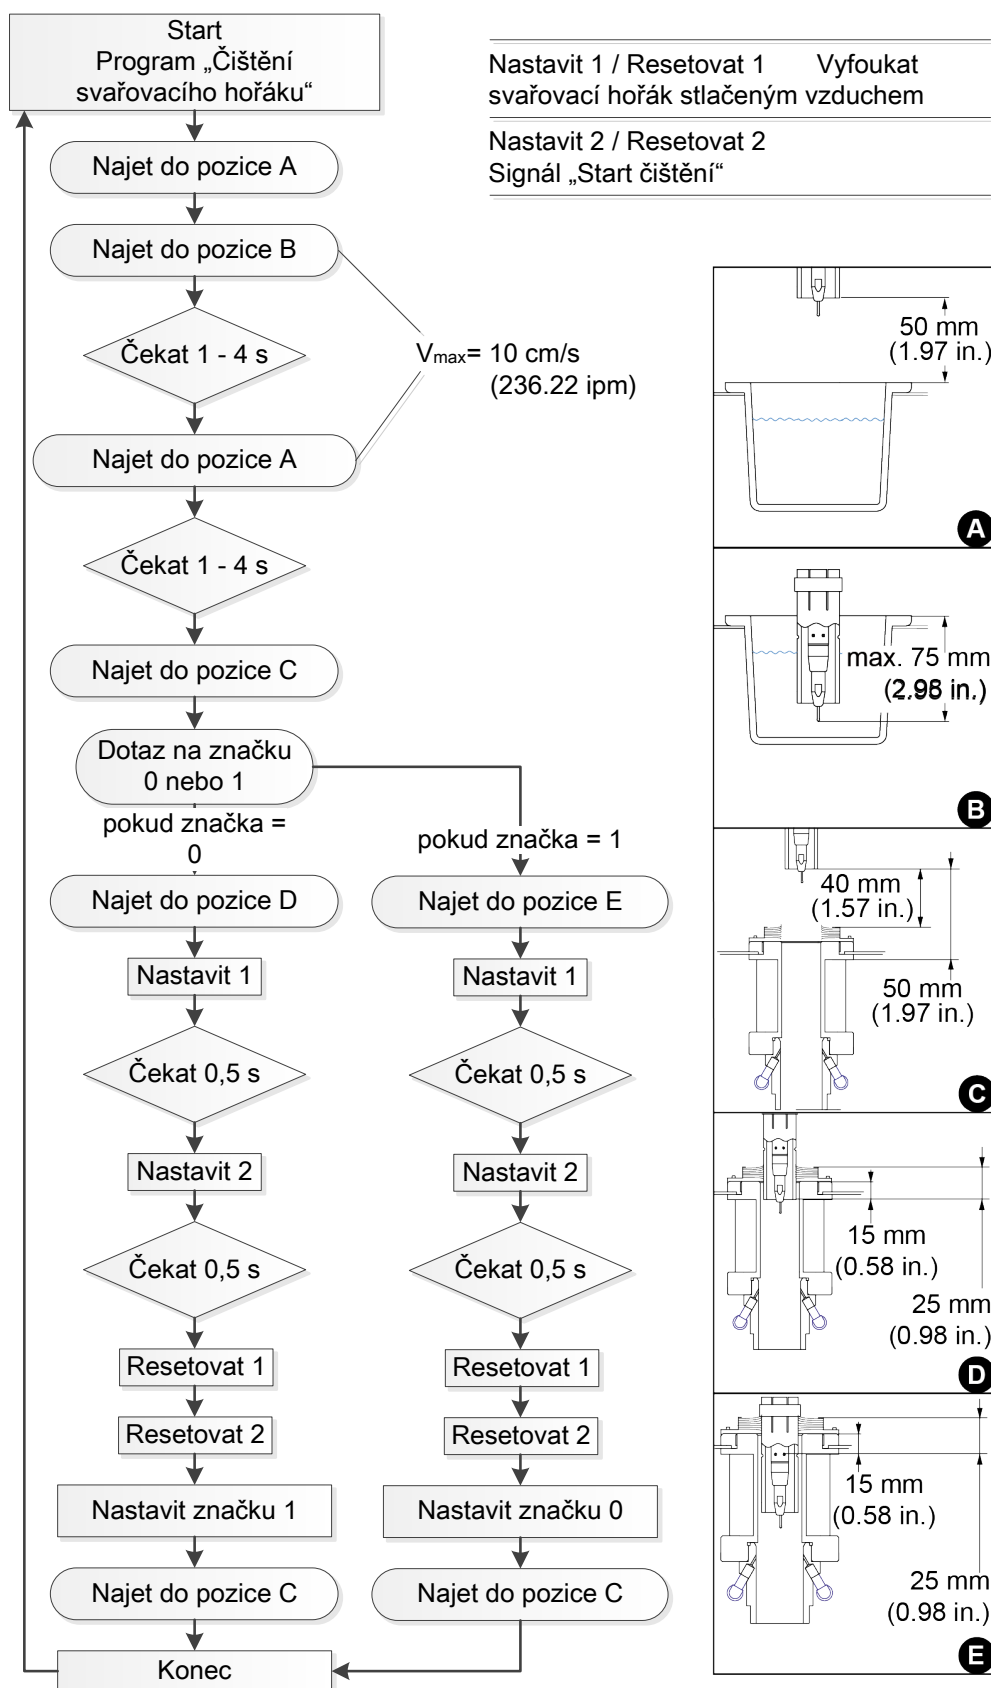 Start
Program „Čištění
svařovacího hořáku“
Najet do pozice A
Najet do pozice B
Čekat 1 - 4 s
Najet do pozice A
Čekat 1 - 4 s
Najet do pozice C
Dotaz na značku
0 nebo 1
pokud značka =
0
Najet do pozice D
Nastavit 1
Čekat 0,5 s
Nastavit 2
Čekat 0,5 s
Resetovat 1
Resetovat 2
Nastavit značku 1
Najet do pozice C
Konec
pokud značka = 1
Najet do pozice E
Nastavit 1
Čekat 0,5 s
Nastavit 2
Čekat 0,5 s
Resetovat 1
Resetovat 2
Nastavit značku 0
Najet do pozice C
Vmax= 10 cm/s
(236.22 ipm)
Nastavit 1 / Resetovat 1 Vyfoukat
svařovací hořák stlačeným vzduchem
Nastavit 2 / Resetovat 2
Signál „Start čištění“
50 mm
(1.97 in.)
A
max. 75 mm
(2.98 in.)
B
40 mm
(1.57 in.)
50 mm
(1.97 in.)
C
15 mm
(0.58 in.)
25 mm
(0.98 in.)
D
15 mm
(0.58 in.)
25 mm
(0.98 in.)
E